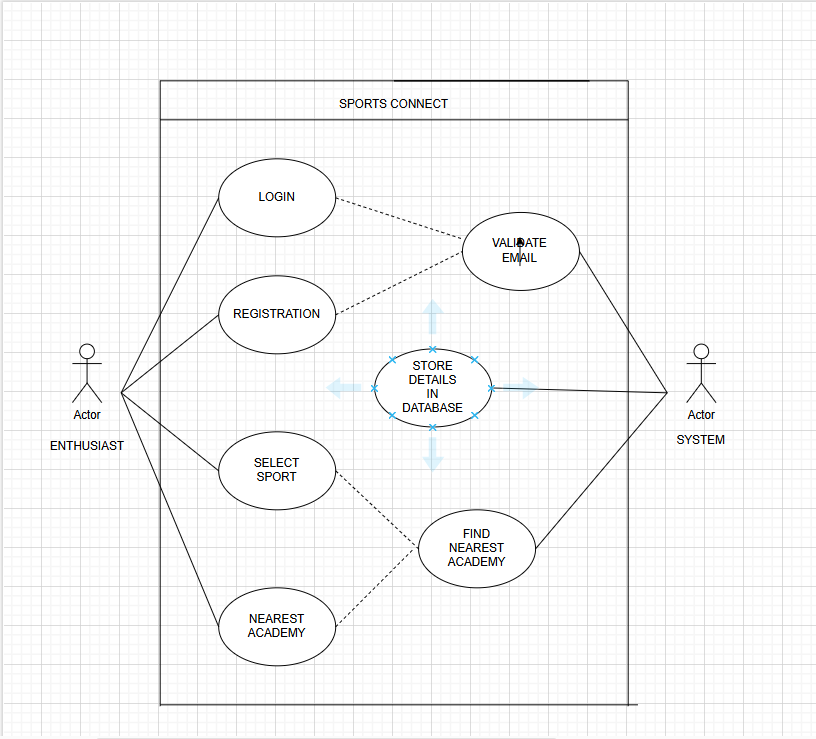 SPORTS CONNECT
LOGIN
VALIDATE
EMAIL
REGISTRATION
STORE
DETAILS
IN
DATABASE
Actor
ENTHUSIAST
Actor
SYSTEM
SELECT
SPORT
FIND
NEAREST
ACADEMY
NEAREST
ACADEMY